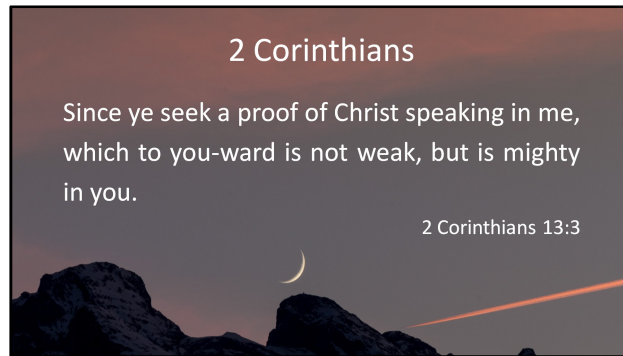 2 Corinthians
Since ye seek a proof of Christ speaking in me,
which to you-ward is not weak, but is mighty
in you.
2 Corinthians 13:3